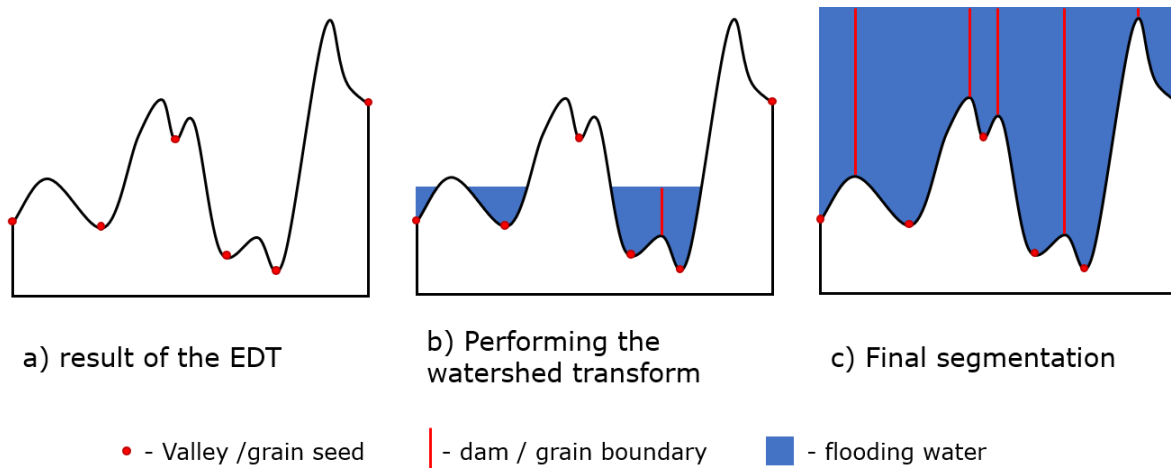 a) result of the EDT
b) Performing the
watershed transform
c) Final segmentation
- Valley /grain seed
- dam / grain boundary
- flooding water